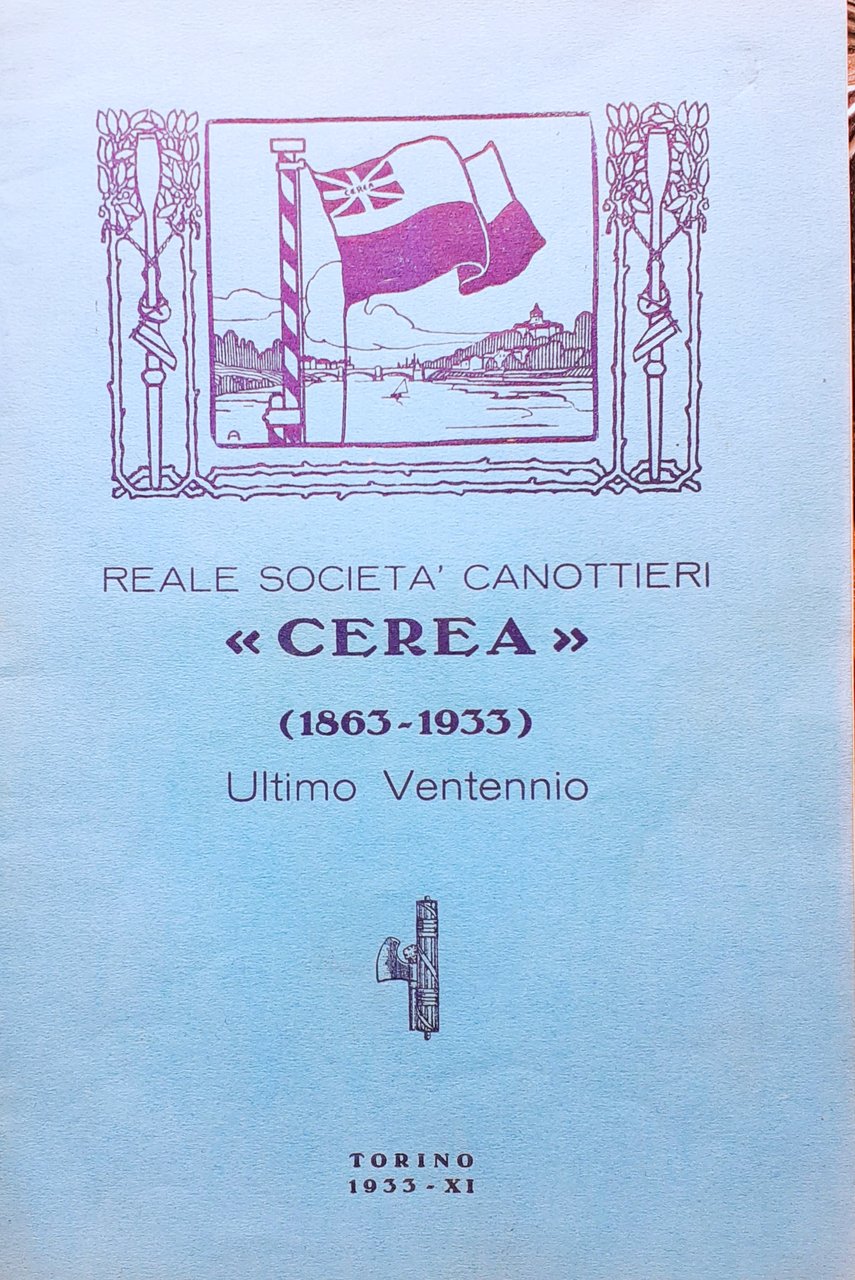 CEREA
REALE SOCIETA' CANOTTIERI
« CEREA »
(1863-1933)
Ultimo Ventennio
TORINO
1933 - XI